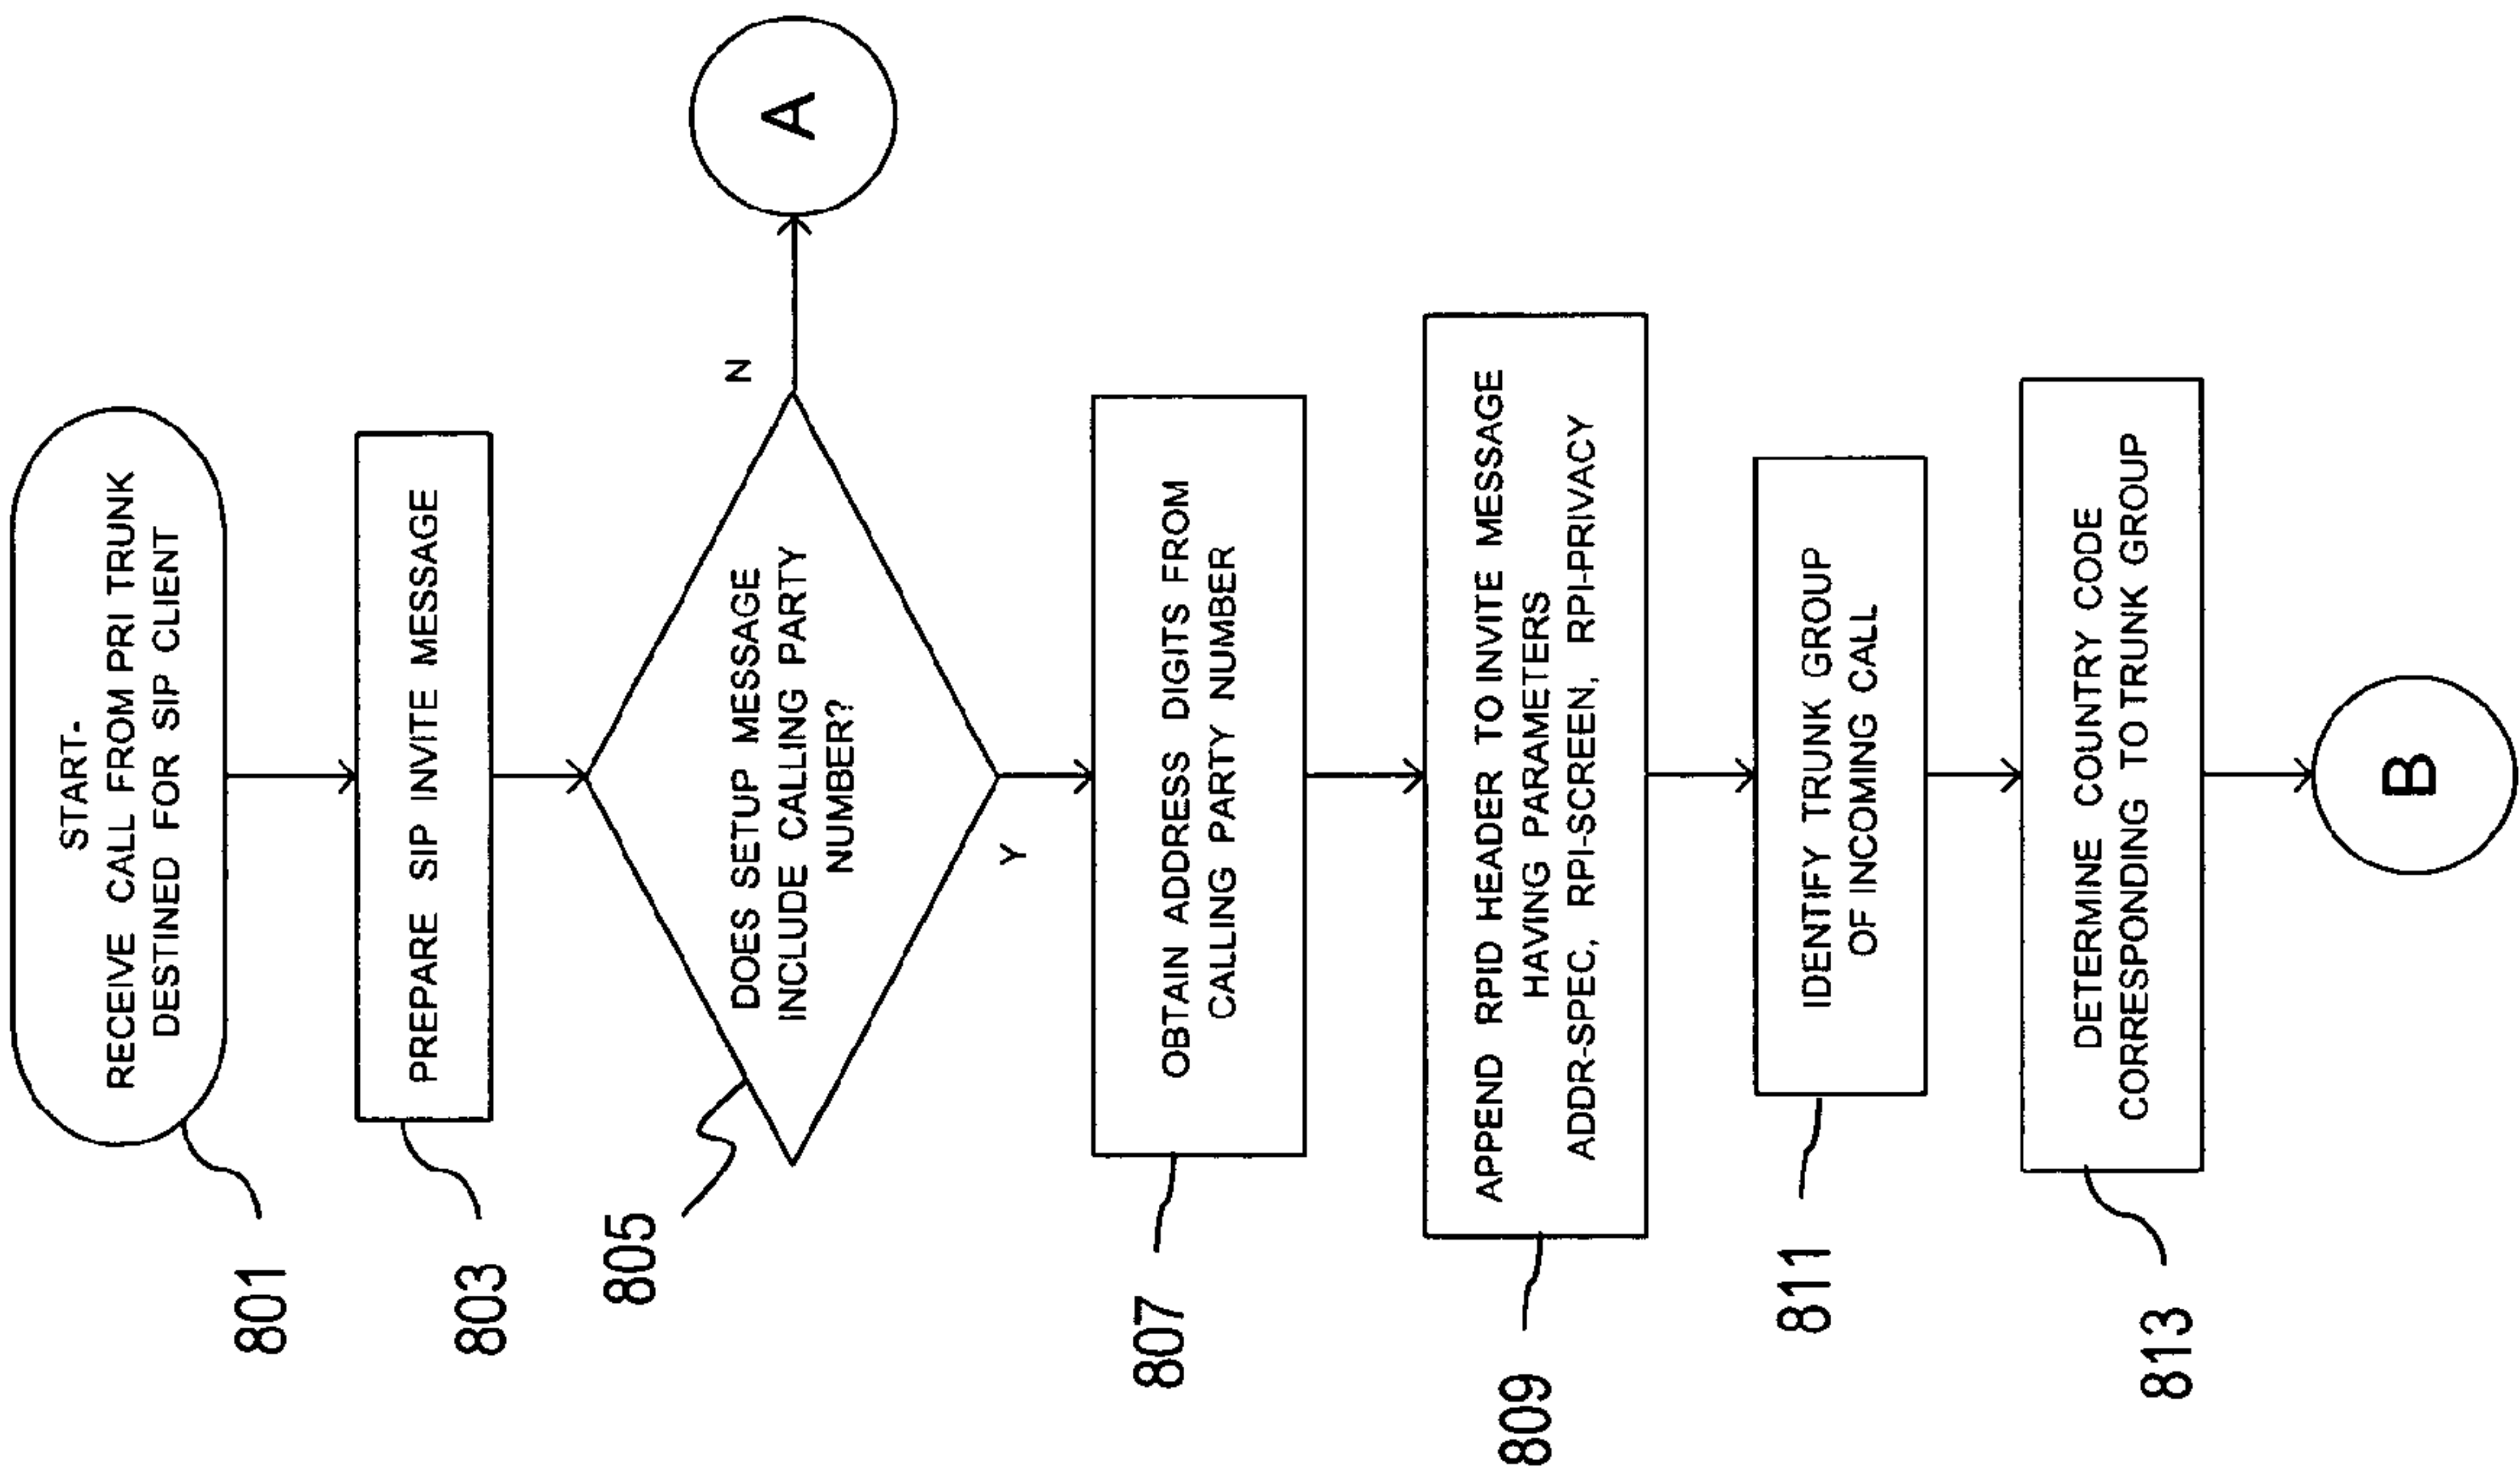 START-
RECEIVE CALL FROM PRI TRUNK
DESTINED FOR SIP CLIENT
801
PREPARE SIP INVITE MESSAGE
803
DOES SETUP MESSAGE
INCLUDE CALLING PARTY
NUMBER?
805
N
A
Y
OBTAIN ADDRESS DIGITS FROM
CALLING PARTY NUMBER
807
APPEND RPID HEADER TO INVITE MESSAGE
HAVING PARAMETERS
ADDR-SPEC, RPI-SCREEN, RPI-PRIVACY
809
IDENTIFY TRUNK GROUP
OF INCOMING CALL
811
DETERMINE COUNTRY CODE
CORRESPONDING TO TRUNK GROUP
813
B